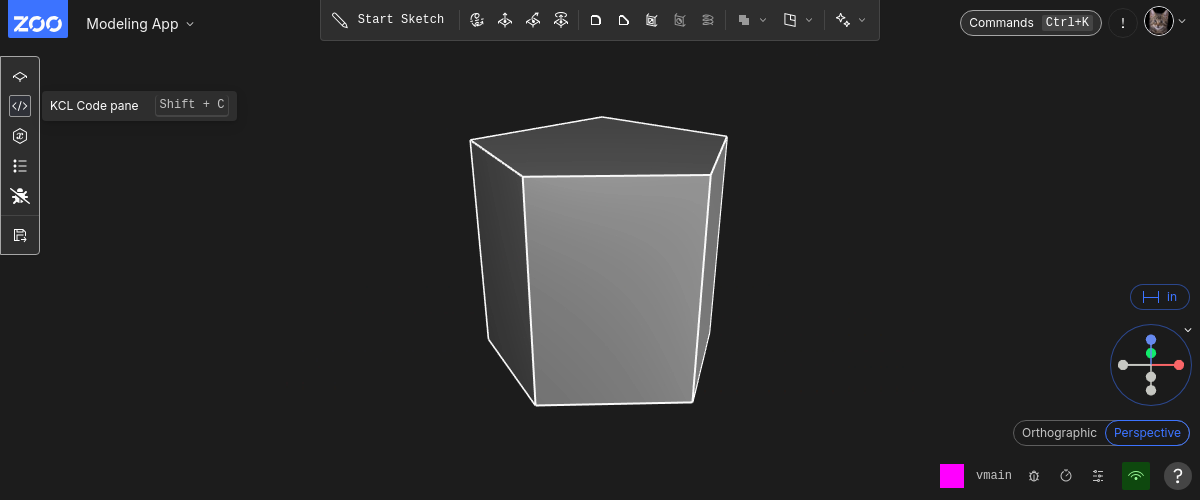 ZOO
Modeling App
Start Sketch
Commands Ctrl+K
!
KCL Code pane Shift + C
in
Orthographic Perspective
vmain
?